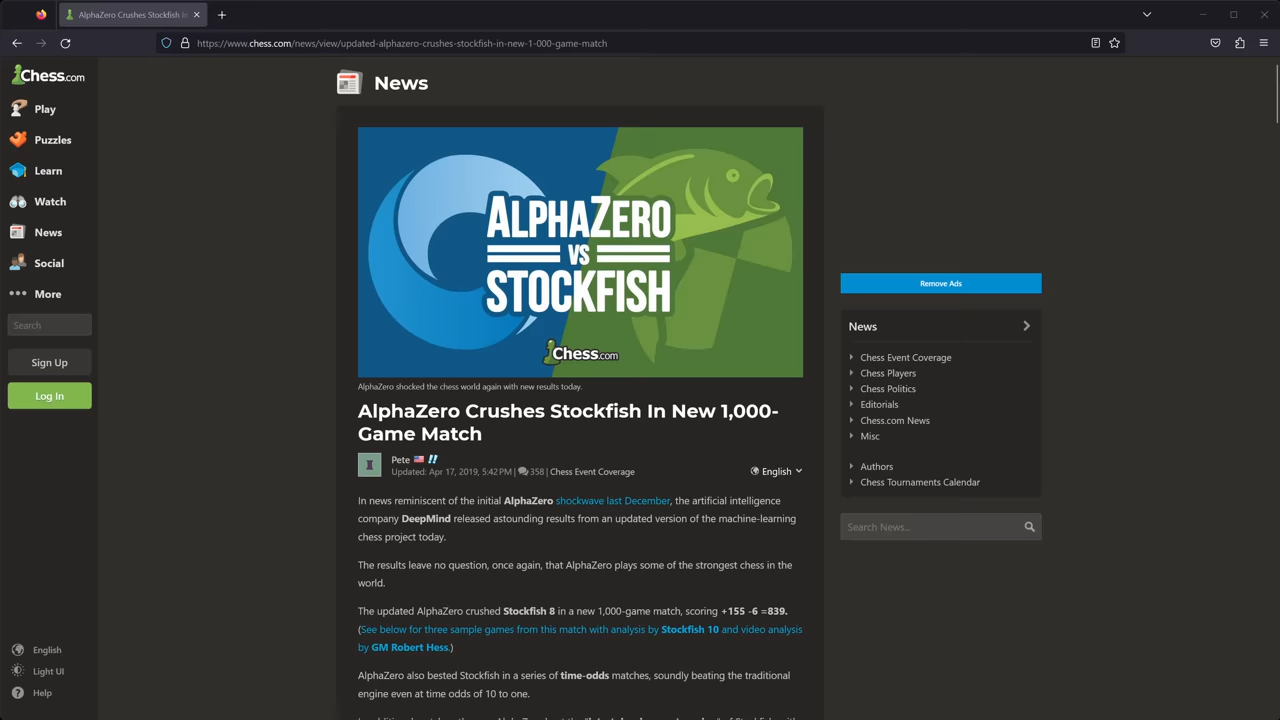 AlphaZero Crushes Stockfish In
https://www.chess.com/news/view/updated-alphazero-crushes-stockfish-in-new-1-000-game-match
Chess.com
Play
Puzzles
Learn
Watch
News
Social
More
Search
Sign Up
Log In
English
Light UI
Help
News
ALPHAZERO
VS
STOCKFISH
Chess.com
AlphaZero shocked the chess world again with new results today.
AlphaZero Crushes Stockfish In New 1,000-
Game Match
Pete
Updated: Apr 17, 2019, 5:42 PM | 358 | Chess Event Coverage
English
In news reminiscent of the initial AlphaZero shockwave last December, the artificial intelligence
company DeepMind released astounding results from an updated version of the machine-learning
chess project today.
The results leave no question, once again, that AlphaZero plays some of the strongest chess in the
world.
The updated AlphaZero crushed Stockfish 8 in a new 1,000-game match, scoring +155 -6 =839.
(See below for three sample games from this match with analysis by Stockfish 10 and video analysis
by GM Robert Hess.)
AlphaZero also bested Stockfish in a series of time-odds matches, soundly beating the traditional
engine even at time odds of 10 to one.
Remove Ads
News
Chess Event Coverage
Chess Players
Chess Politics
Editorials
Chess.com News
Misc
Authors
Chess Tournaments Calendar
Search News...